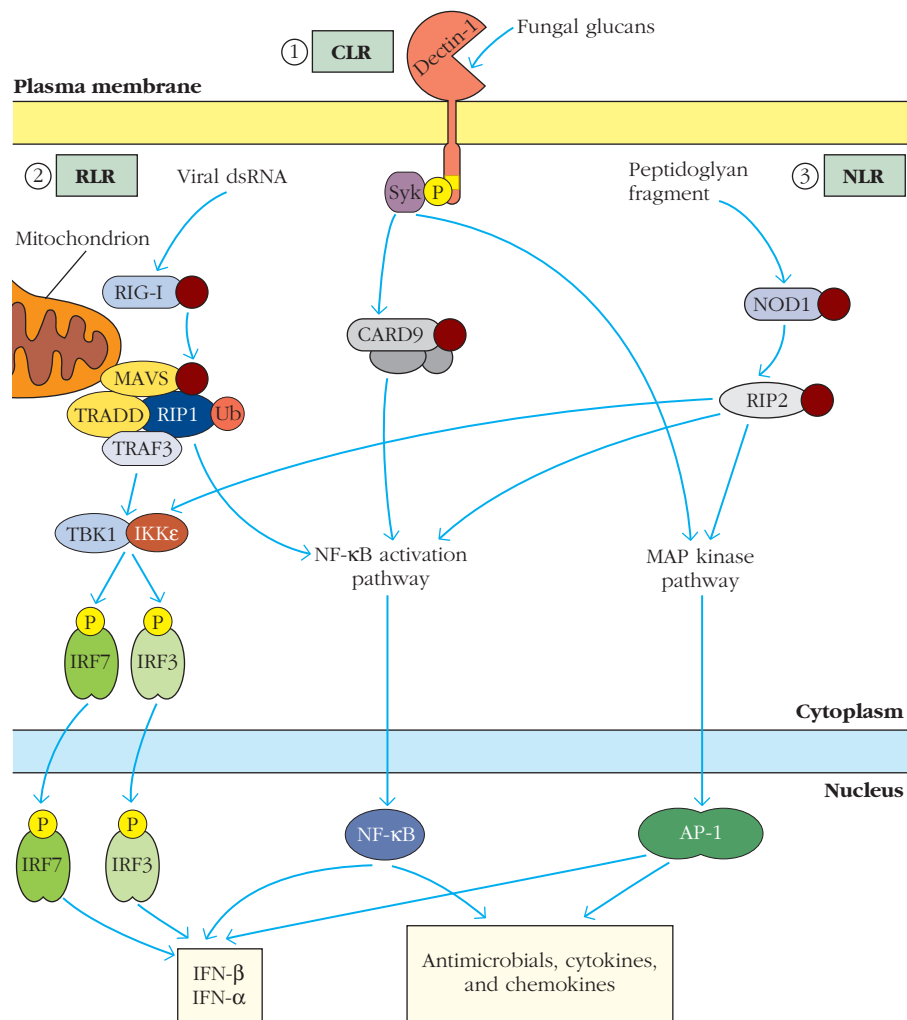 1
CLR
Dectin-1
Fungal glucans
Plasma membrane
2
RLR
Viral dsRNA
Syk
P
Peptidoglyan
fragment
3
NLR
Mitochondrion
RIG-I
NOD1
CARD9
MAVS
TRADD
RIP1
Ub
TRAF3
RIP2
TBK1
IKKε
NF-κB activation
pathway
MAP kinase
pathway
P
P
IRF7
IRF3
Cytoplasm
Nucleus
P
P
IRF7
IRF3
NF-κB
AP-1
IFN-β
IFN-α
Antimicrobials, cytokines,
and chemokines